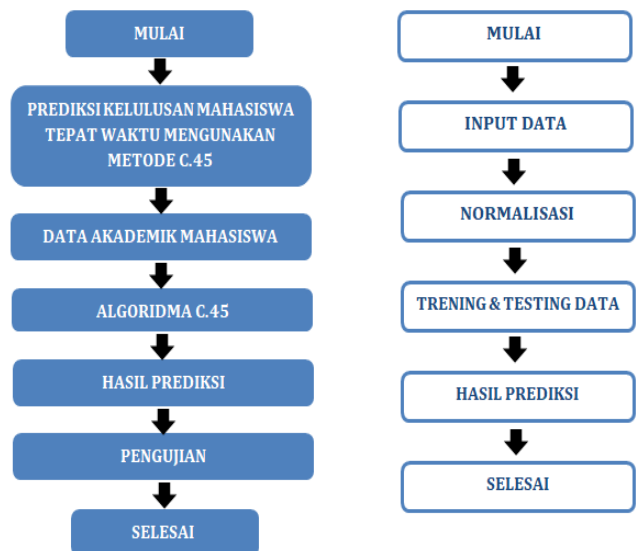 MULAI
PREDIKSI KELULUSAN MAHASISWA
TEPAT WAKTU MENGUNAKAN
METODE C.45
DATA AKADEMIK MAHASISWA
ALGORIDMA C.45
HASIL PREDIKSI
PENGUJIAN
SELESAI
MULAI
INPUT DATA
NORMALISASI
TRENING & TESTING DATA
HASIL PREDIKSI
SELESAI